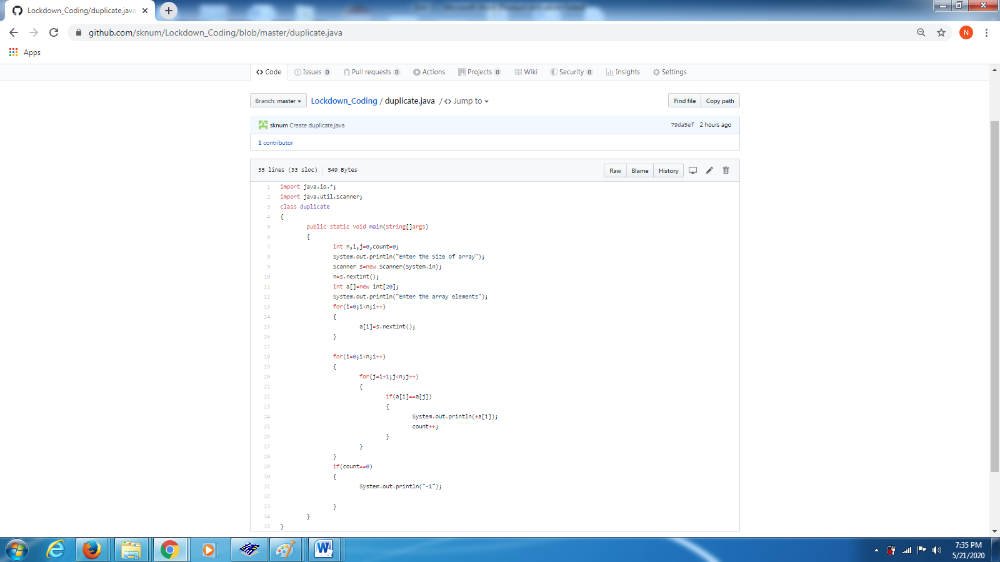 Lockdown_Coding/duplicate.java
github.com/sknum/Lockdown_Coding/blob/master/duplicate.java
N
Apps
Code Issues 0 Pull requests 0 Actions Projects 0 Wiki Security 0 Insights Settings
Branch: master Lockdown_Coding / duplicate.java / <> Jump to Find file Copy path
sknum Create duplicate.java 79da5ef 2 hours ago
1 contributor
35 lines (33 sloc) 549 Bytes Raw Blame History
1 import java.io.*;
2 import java.util.Scanner;
3 class duplicate
4 {
5 public static void main(String[]args)
6 {
7 int n,i,j=0,count=0;
8 System.out.println("Enter the Size of array");
9 Scanner s=new Scanner(System.in);
10 n=s.nextInt();
11 int a[]=new int[20];
12 System.out.println("Enter the array elements");
13 for(i=0;i<n;i++)
14 {
15 a[i]=s.nextInt();
16 }
17
18 for(i=0;i<n;i++)
19 {
20 for(j=i+1;j<n;j++)
21 {
22 if(a[i]==a[j])
23 {
24 System.out.println(+a[i]);
25 count++;
26 }
27 }
28 }
29 if(count==0)
30 {
31 System.out.println("-1");
32
33 }
34 }
35 }
7:35 PM
5/21/2020